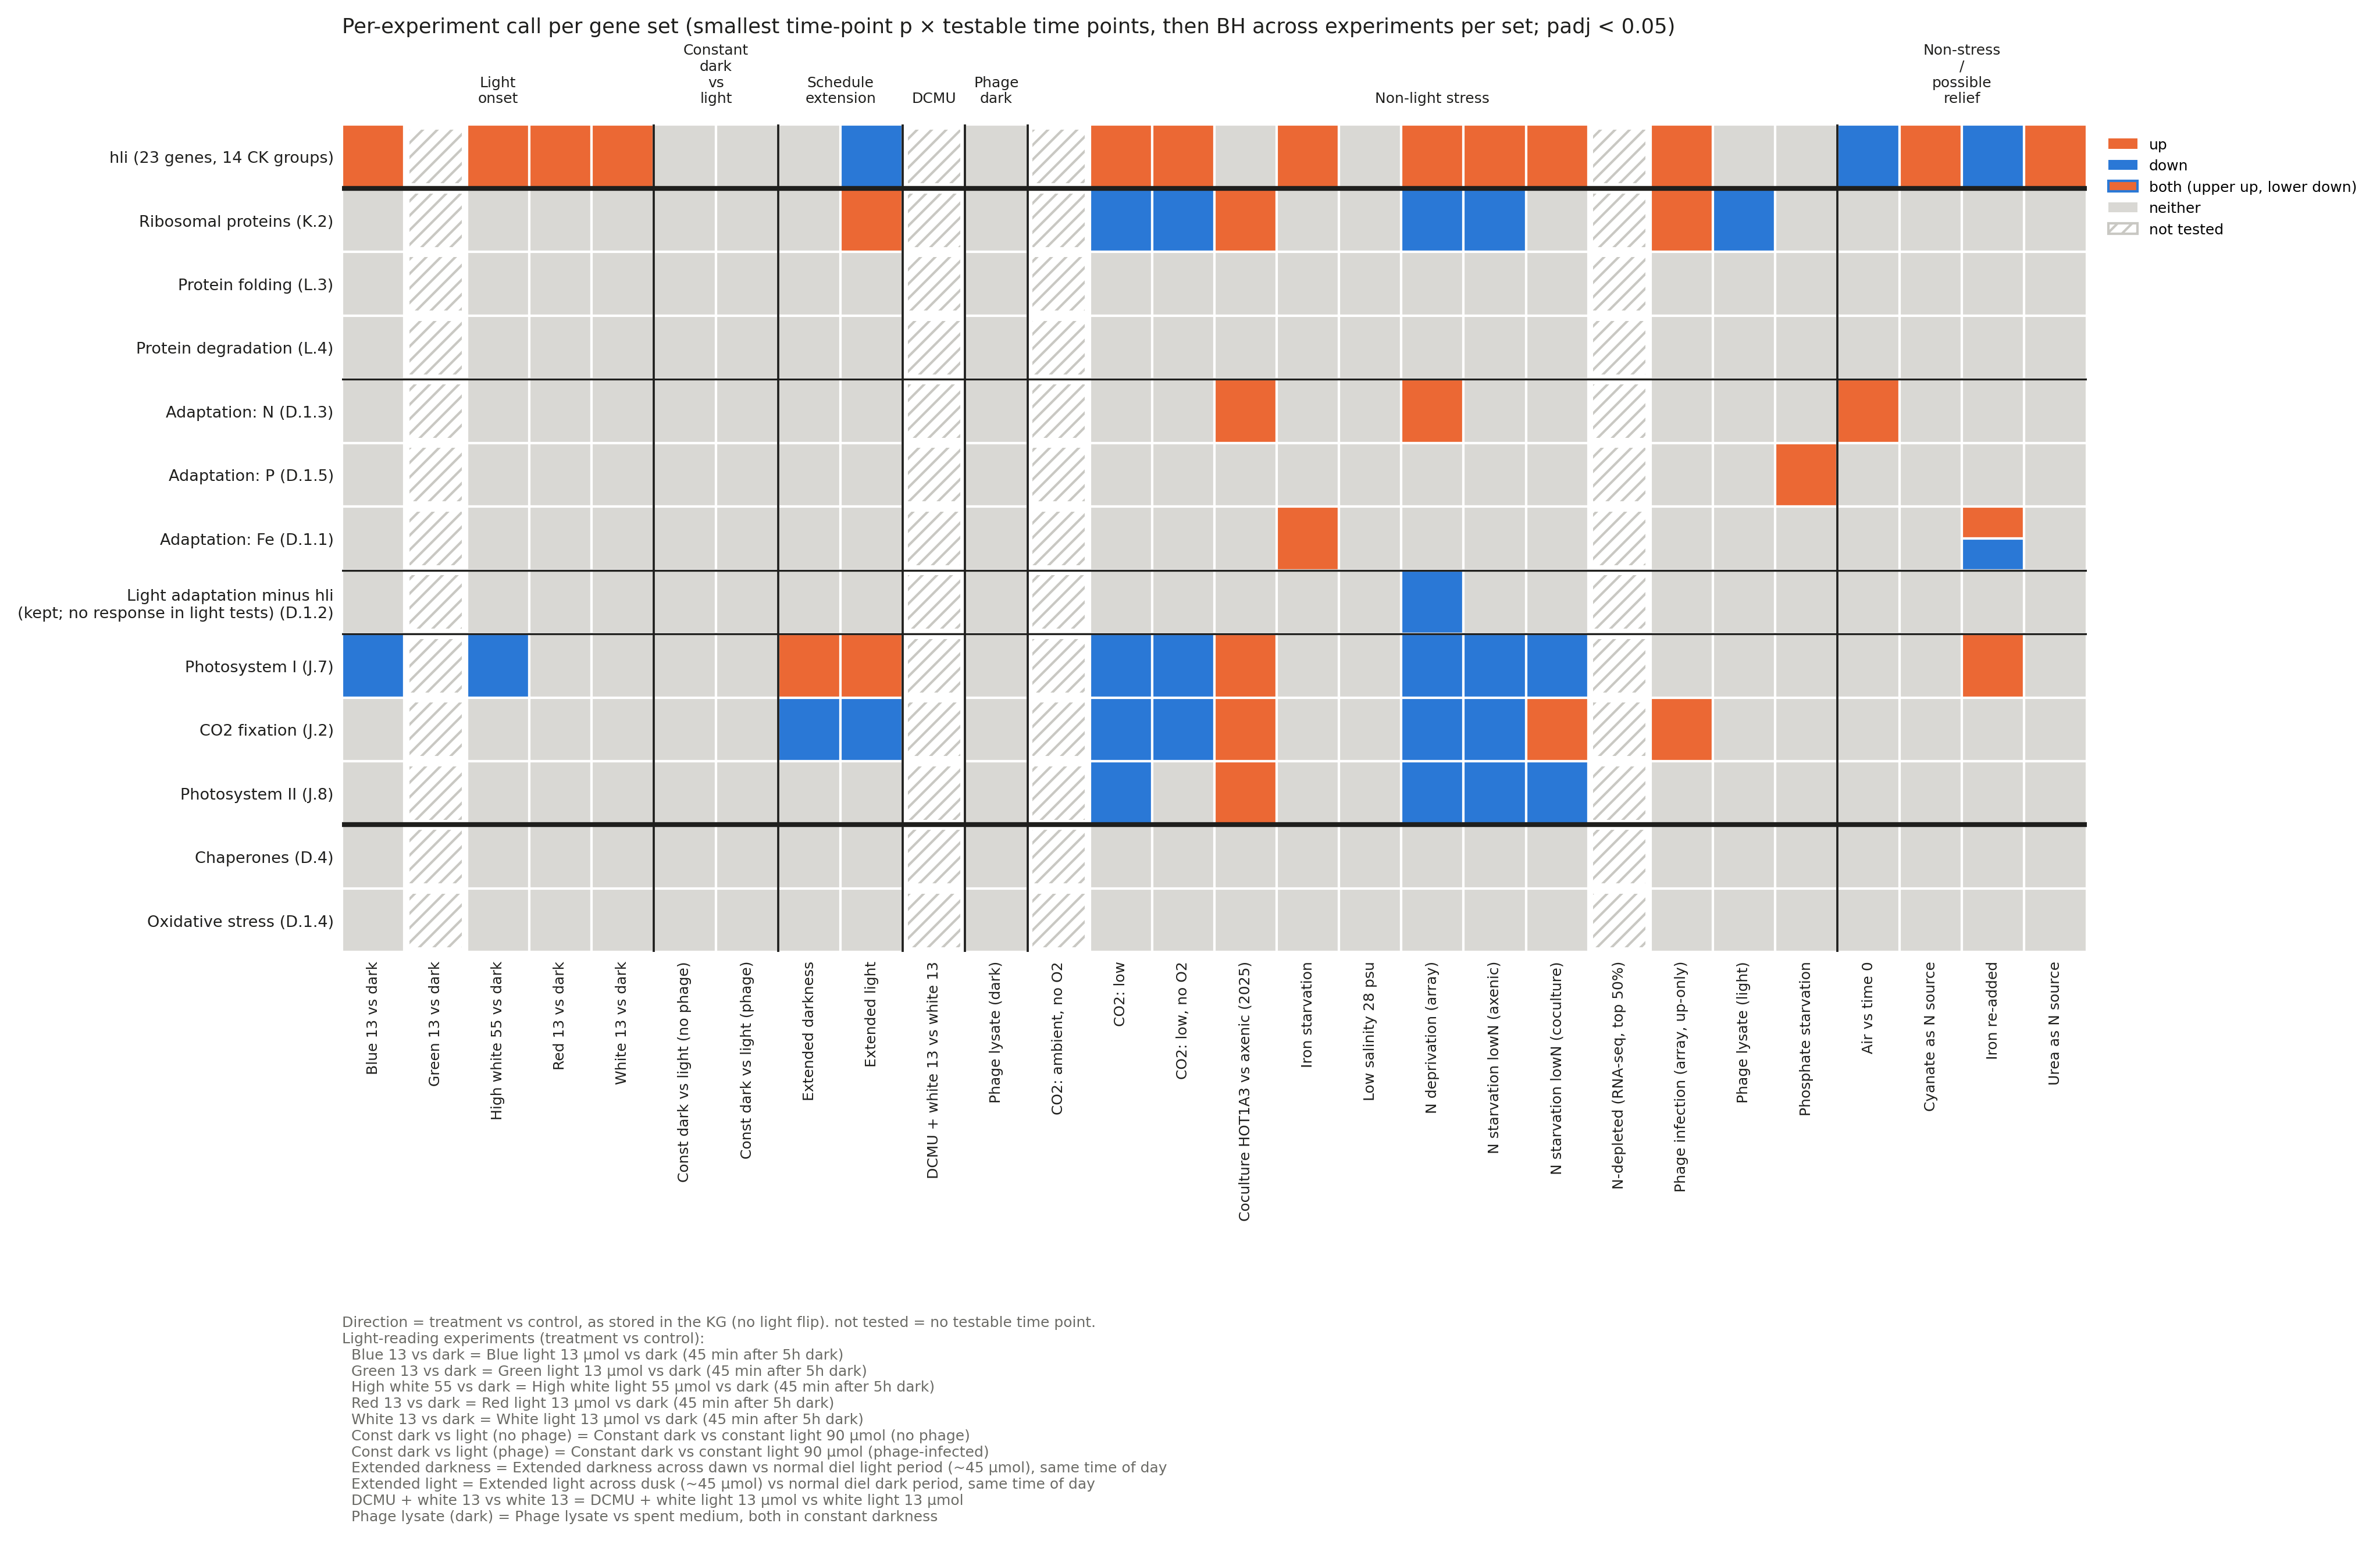 Per-experiment call per gene set (smallest time-point p × testable time points, then BH across experiments per set; padj < 0.05)
Light
onset
Constant
dark
vs
light
Schedule
extension
DCMU
Phage
dark
Non-light stress
Non-stress
/
possible
relief
up
down
both (upper up, lower down)
neither
not tested
hli (23 genes, 14 CK groups)
Ribosomal proteins (K.2)
Protein folding (L.3)
Protein degradation (L.4)
Adaptation: N (D.1.3)
Adaptation: P (D.1.5)
Adaptation: Fe (D.1.1)
Light adaptation minus hli
(kept; no response in light tests) (D.1.2)
Photosystem I (J.7)
CO2 fixation (J.2)
Photosystem II (J.8)
Chaperones (D.4)
Oxidative stress (D.1.4)
Blue 13 vs dark
Green 13 vs dark
High white 55 vs dark
Red 13 vs dark
White 13 vs dark
Const dark vs light (no phage)
Const dark vs light (phage)
Extended darkness
Extended light
DCMU + white 13 vs white 13
Phage lysate (dark)
CO2: ambient, no O2
CO2: low
CO2: low, no O2
Coculture HOT1A3 vs axenic (2025)
Iron starvation
Low salinity 28 psu
N deprivation (array)
N starvation lowN (axenic)
N starvation lowN (coculture)
N-depleted (RNA-seq, top 50%)
Phage infection (array, up-only)
Phage lysate (light)
Phosphate starvation
Air vs time 0
Cyanate as N source
Iron re-added
Urea as N source
Direction = treatment vs control, as stored in the KG (no light flip). not tested = no testable time point.
Light-reading experiments (treatment vs control):
Blue 13 vs dark = Blue light 13 µmol vs dark (45 min after 5h dark)
Green 13 vs dark = Green light 13 µmol vs dark (45 min after 5h dark)
High white 55 vs dark = High white light 55 µmol vs dark (45 min after 5h dark)
Red 13 vs dark = Red light 13 µmol vs dark (45 min after 5h dark)
White 13 vs dark = White light 13 µmol vs dark (45 min after 5h dark)
Const dark vs light (no phage) = Constant dark vs constant light 90 µmol (no phage)
Const dark vs light (phage) = Constant dark vs constant light 90 µmol (phage-infected)
Extended darkness = Extended darkness across dawn vs normal diel light period (~45 µmol), same time of day
Extended light = Extended light across dusk (~45 µmol) vs normal diel dark period, same time of day
DCMU + white 13 vs white 13 = DCMU + white light 13 µmol vs white light 13 µmol
Phage lysate (dark) = Phage lysate vs spent medium, both in constant darkness